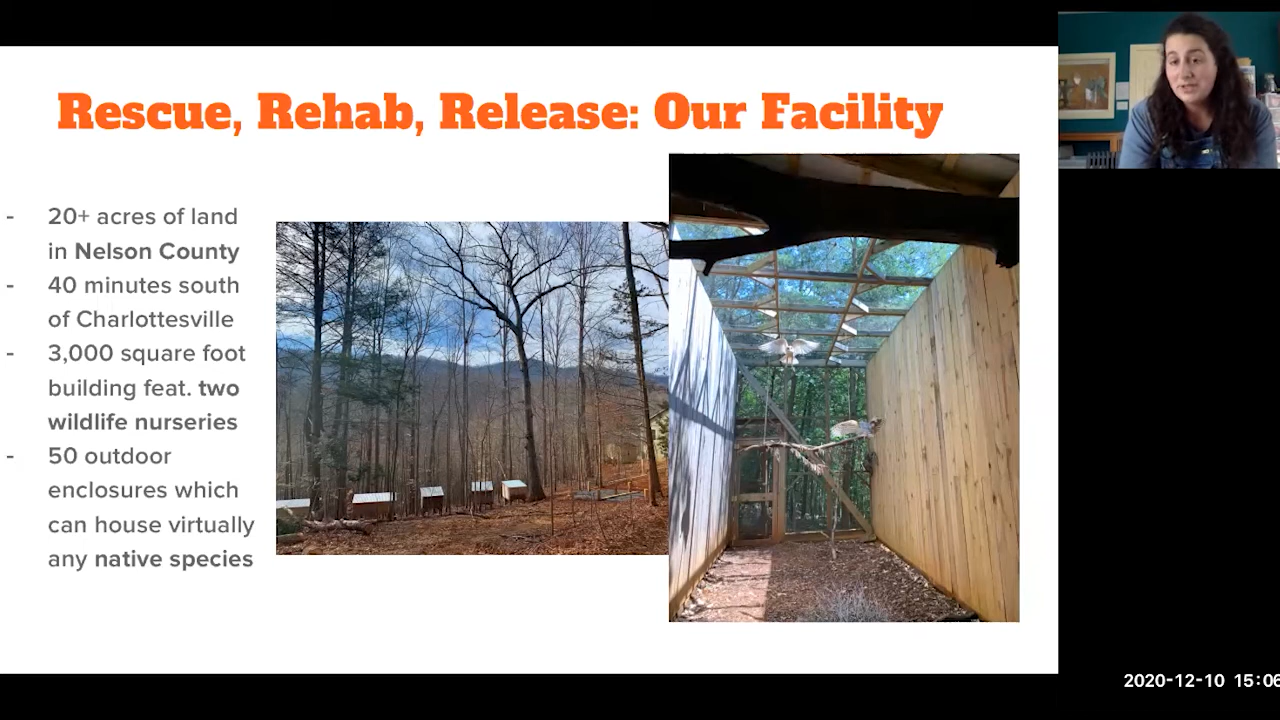 Rescue, Rehab, Release: Our Facility
- 20+ acres of land
in Nelson County
- 40 minutes south
of Charlottesville
- 3,000 square foot
building feat. two
wildlife nurseries
- 50 outdoor
enclosures which
can house virtually
any native species
2020-12-10 15:06